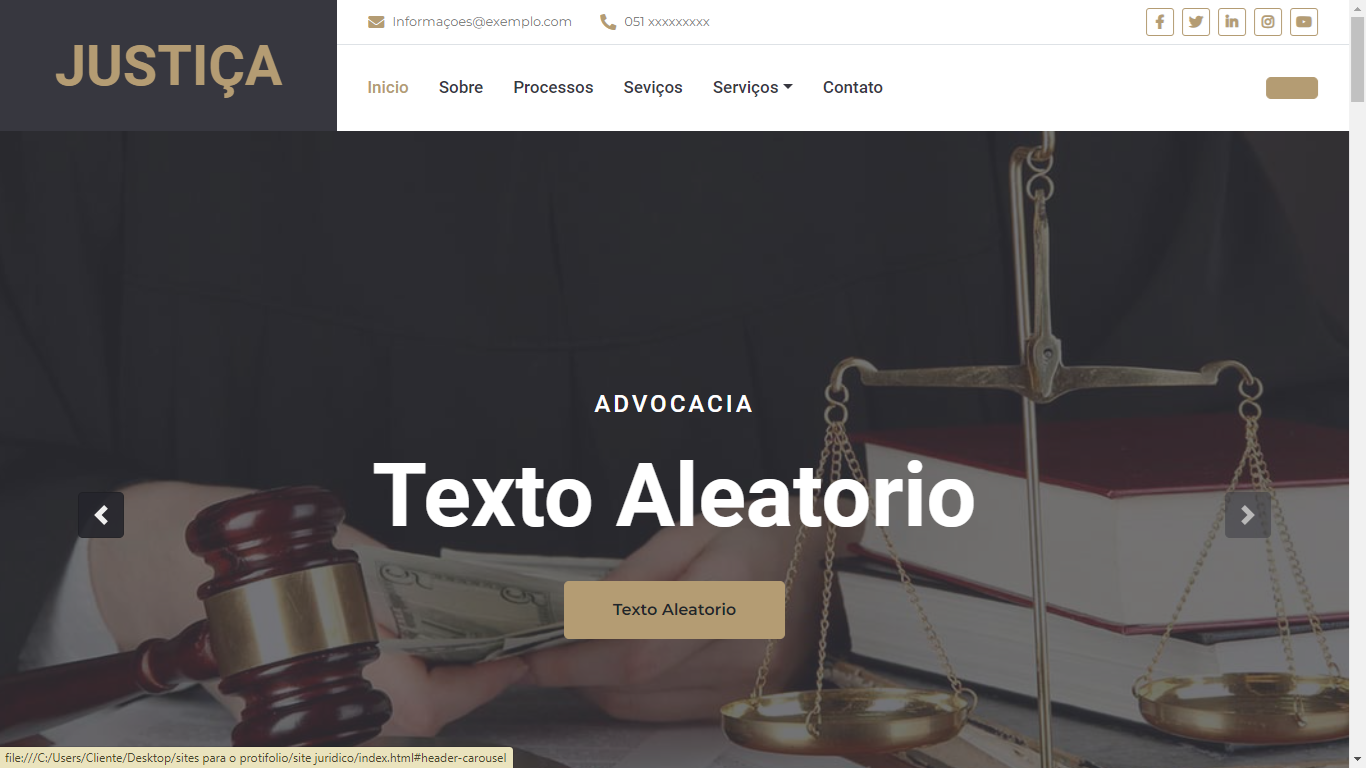 JUSTIÇA
Informaçoes@exemplo.com
051 xxxxxxxxx
Inicio Sobre Processos Seviços Serviços Contato
ADVOCACIA
Texto Aleatorio
Texto Aleatorio
file:///C:/Users/Cliente/Desktop/sites para o protifolio/site juridico/index.html#header-carousel